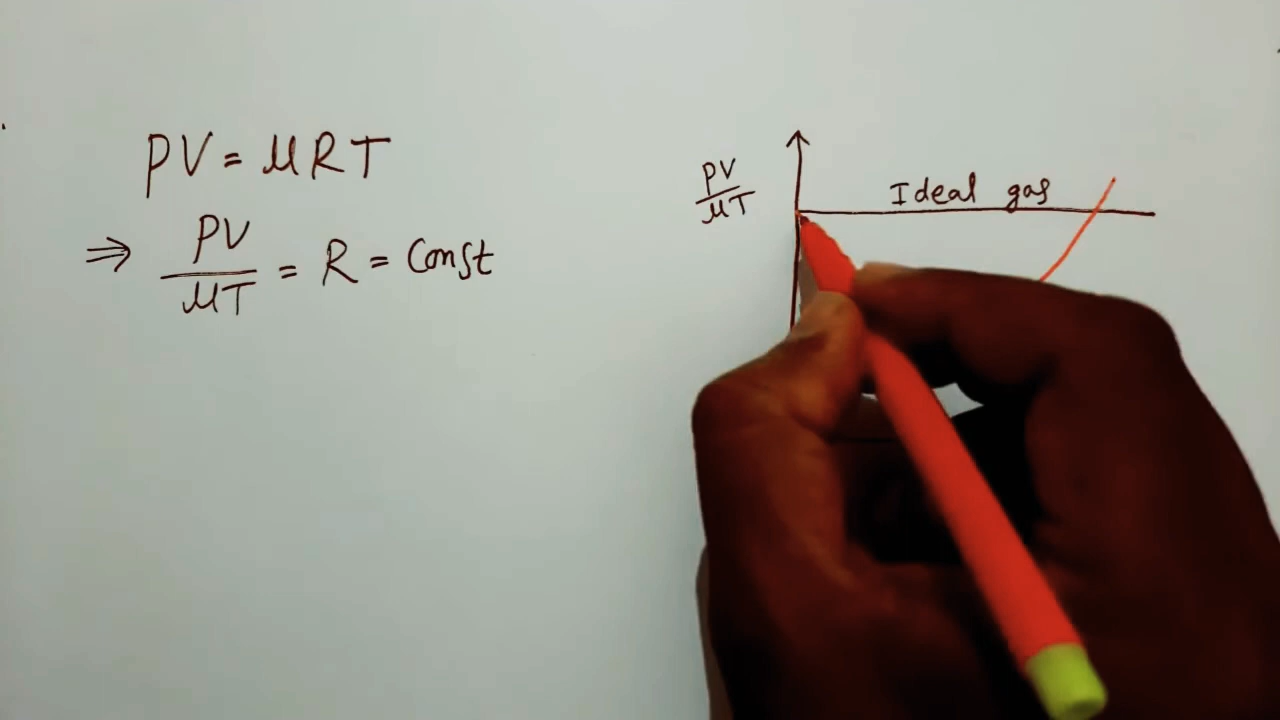 PV = μRT
⇒ PV/μT = R = Const
PV/μT
Ideal gas